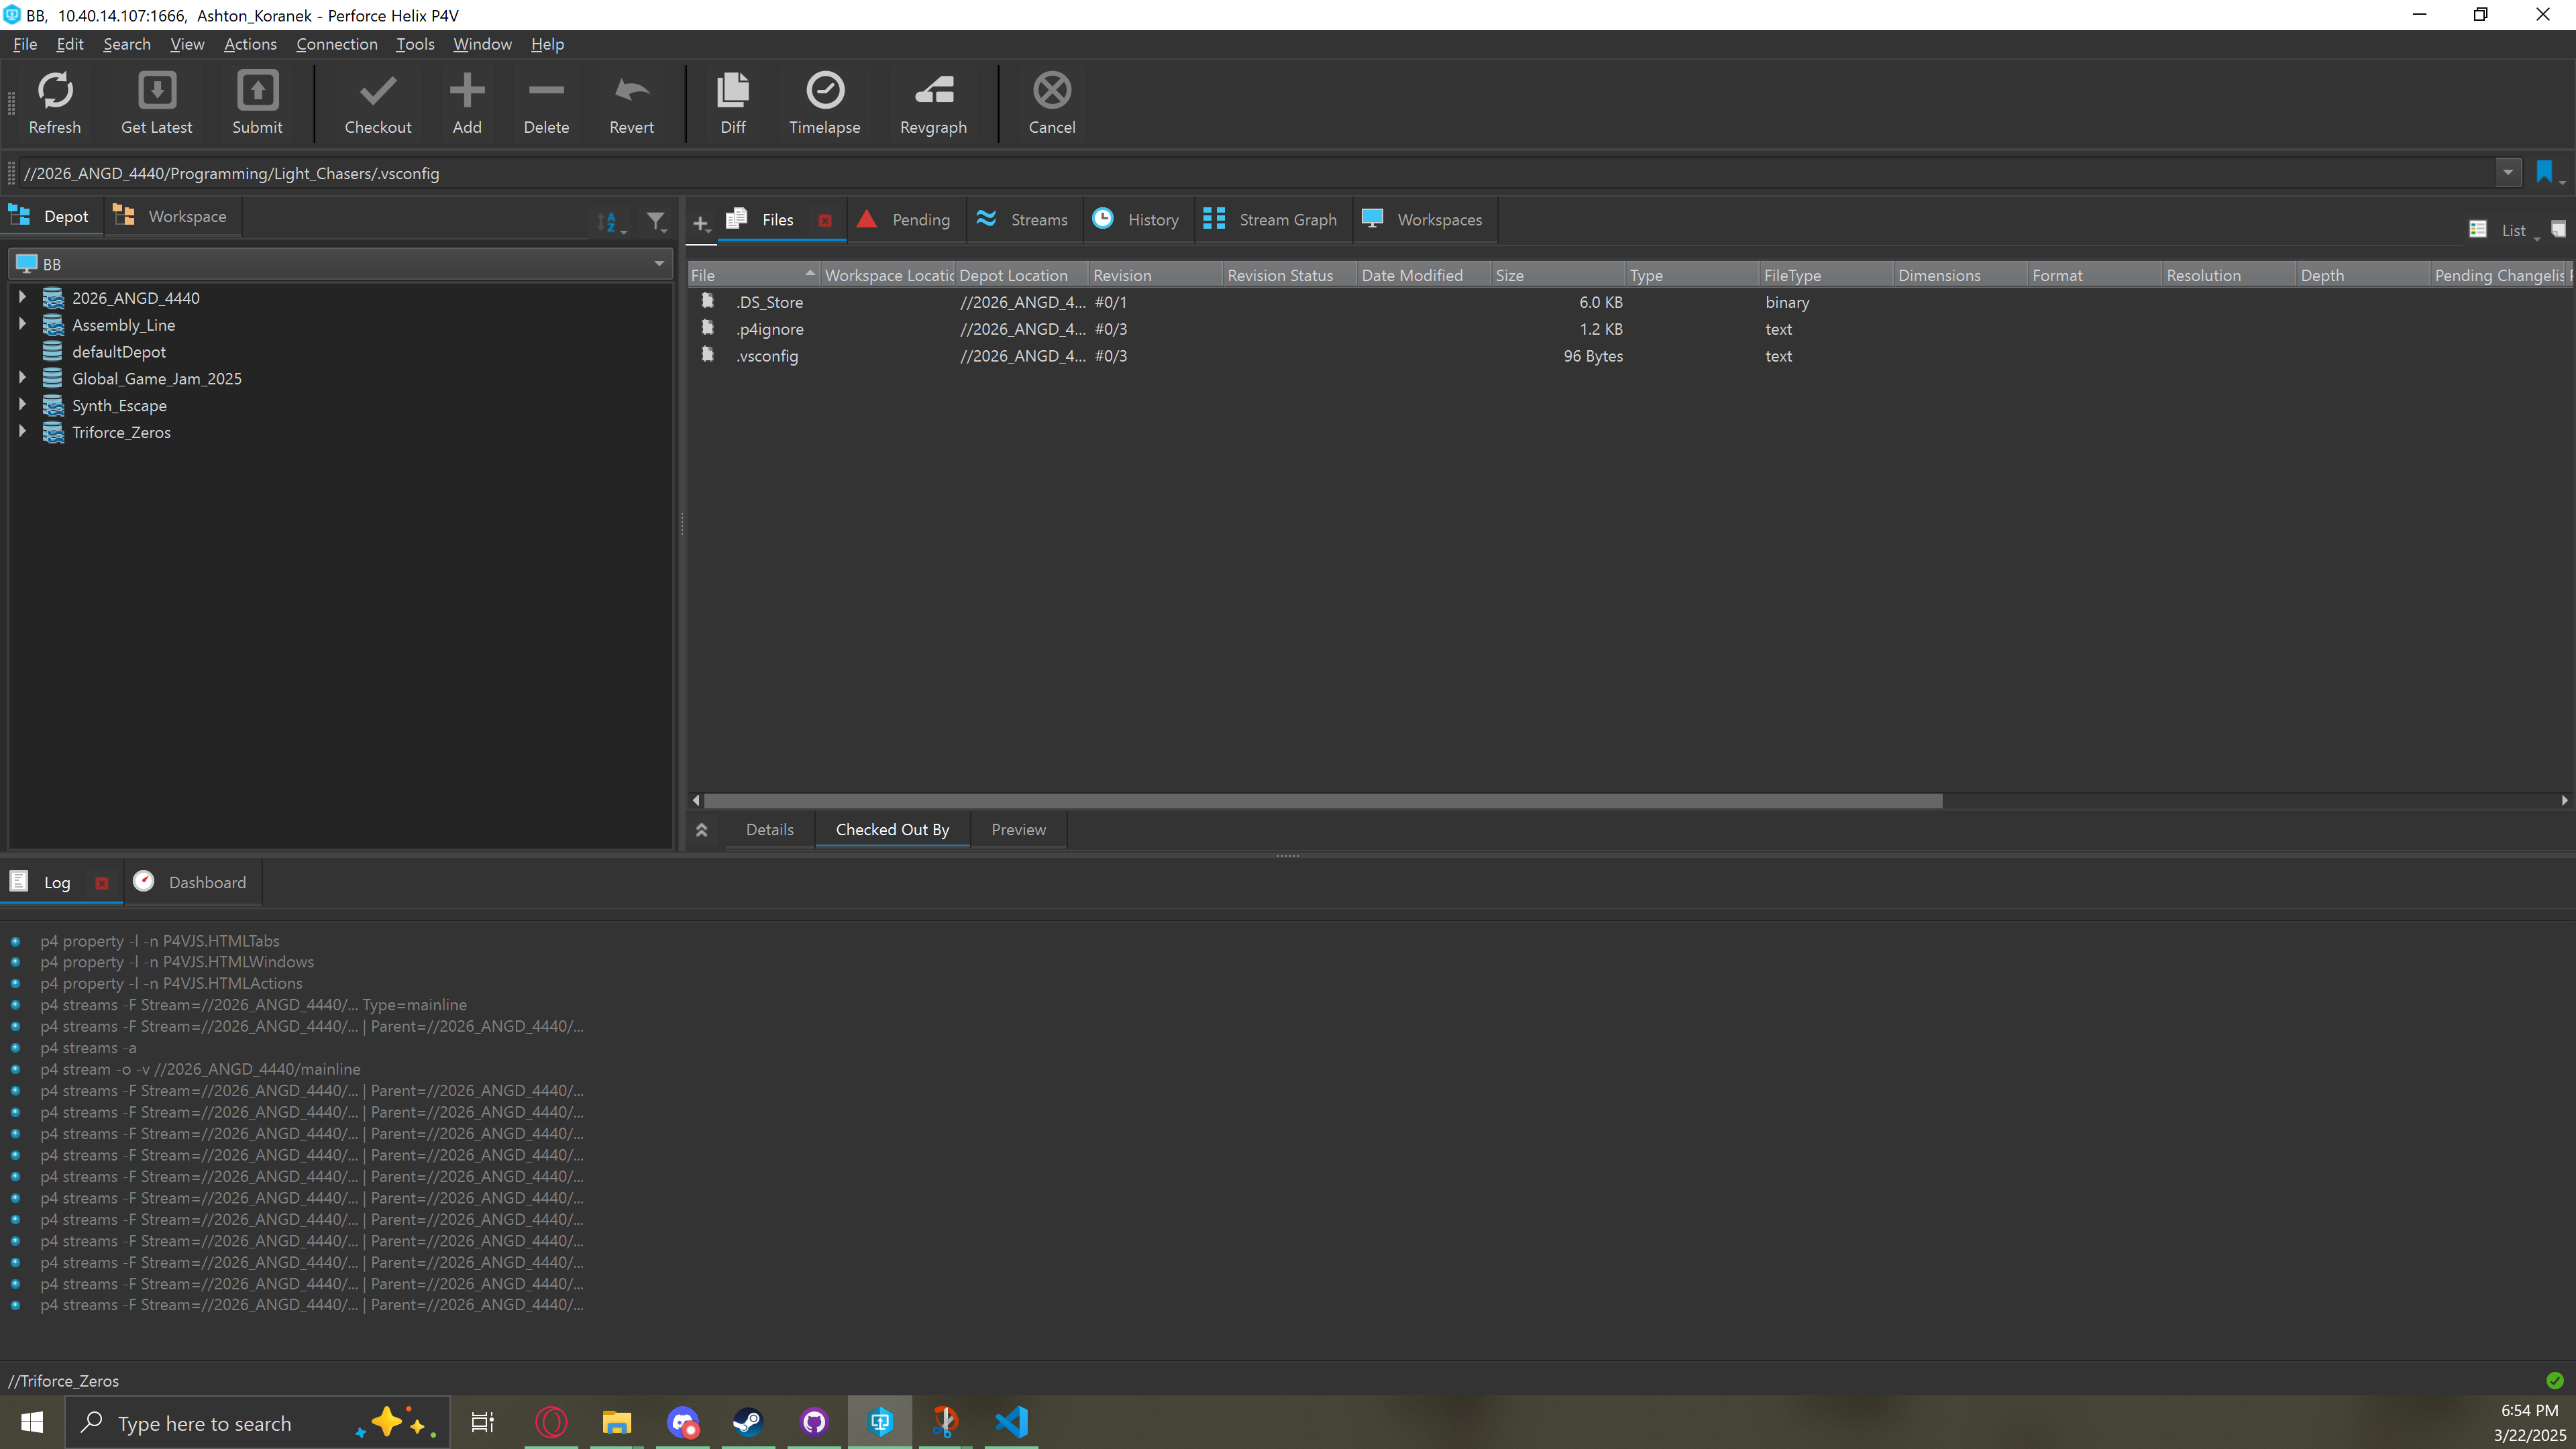 BB, 10.40.14.107:1666, Ashton_Koranek - Perforce Helix P4V
File Edit Search View Actions Connection Tools Window Help
Refresh Get Latest Submit Checkout Add Delete Revert Diff Timelapse Revgraph Cancel
//2026_ANGD_4440/Programming/Light_Chasers/.vsconfig
Depot Workspace
Files Pending Streams History Stream Graph Workspaces List
BB
File Workspace Locatic Depot Location Revision Revision Status Date Modified Size Type FileType Dimensions Format Resolution Depth Pending Changelis
.DS_Store //2026_ANGD_4... #0/1 6.0 KB binary
.p4ignore //2026_ANGD_4... #0/3 1.2 KB text
.vsconfig //2026_ANGD_4... #0/3 96 Bytes text
2026_ANGD_4440
Assembly_Line
defaultDepot
Global_Game_Jam_2025
Synth_Escape
Triforce_Zeros
Details Checked Out By Preview
Log Dashboard
p4 property -l -n P4VJS.HTMLTabs
p4 property -l -n P4VJS.HTMLWindows
p4 property -l -n P4VJS.HTMLActions
p4 streams -F Stream=//2026_ANGD_4440/... Type=mainline
p4 streams -F Stream=//2026_ANGD_4440/... | Parent=//2026_ANGD_4440/...
p4 streams -a
p4 stream -o -v //2026_ANGD_4440/mainline
p4 streams -F Stream=//2026_ANGD_4440/... | Parent=//2026_ANGD_4440/...
p4 streams -F Stream=//2026_ANGD_4440/... | Parent=//2026_ANGD_4440/...
p4 streams -F Stream=//2026_ANGD_4440/... | Parent=//2026_ANGD_4440/...
p4 streams -F Stream=//2026_ANGD_4440/... | Parent=//2026_ANGD_4440/...
p4 streams -F Stream=//2026_ANGD_4440/... | Parent=//2026_ANGD_4440/...
p4 streams -F Stream=//2026_ANGD_4440/... | Parent=//2026_ANGD_4440/...
p4 streams -F Stream=//2026_ANGD_4440/... | Parent=//2026_ANGD_4440/...
p4 streams -F Stream=//2026_ANGD_4440/... | Parent=//2026_ANGD_4440/...
p4 streams -F Stream=//2026_ANGD_4440/... | Parent=//2026_ANGD_4440/...
p4 streams -F Stream=//2026_ANGD_4440/... | Parent=//2026_ANGD_4440/...
p4 streams -F Stream=//2026_ANGD_4440/... | Parent=//2026_ANGD_4440/...
//Triforce_Zeros
Type here to search
6:54 PM
3/22/2025